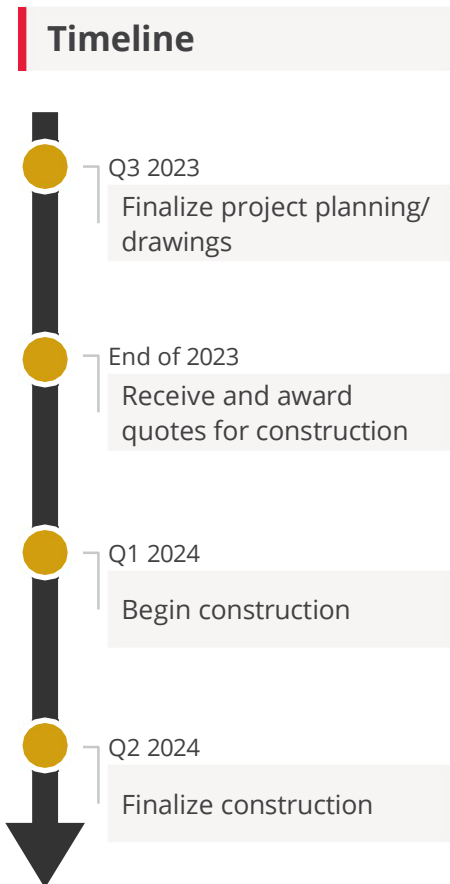 Timeline
Q3 2023
Finalize project planning/
drawings
End of 2023
Receive and award
quotes for construction
Q1 2024
Begin construction
Q2 2024
Finalize construction